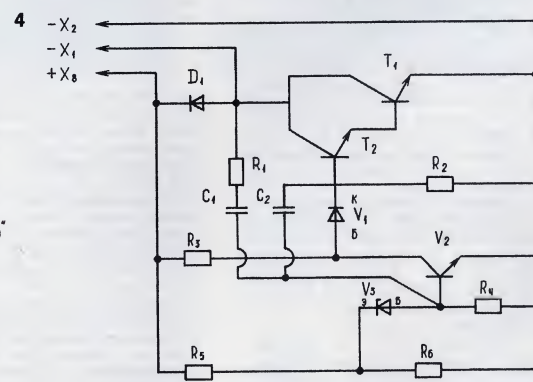 4
-X₂
-X₁
+X₈
D₁
T₁
T₂
R₁
R₂
C₁
C₂
к
V₁
Б
R₃
V₂
V₃
э
Б
R₄
R₅
R₆